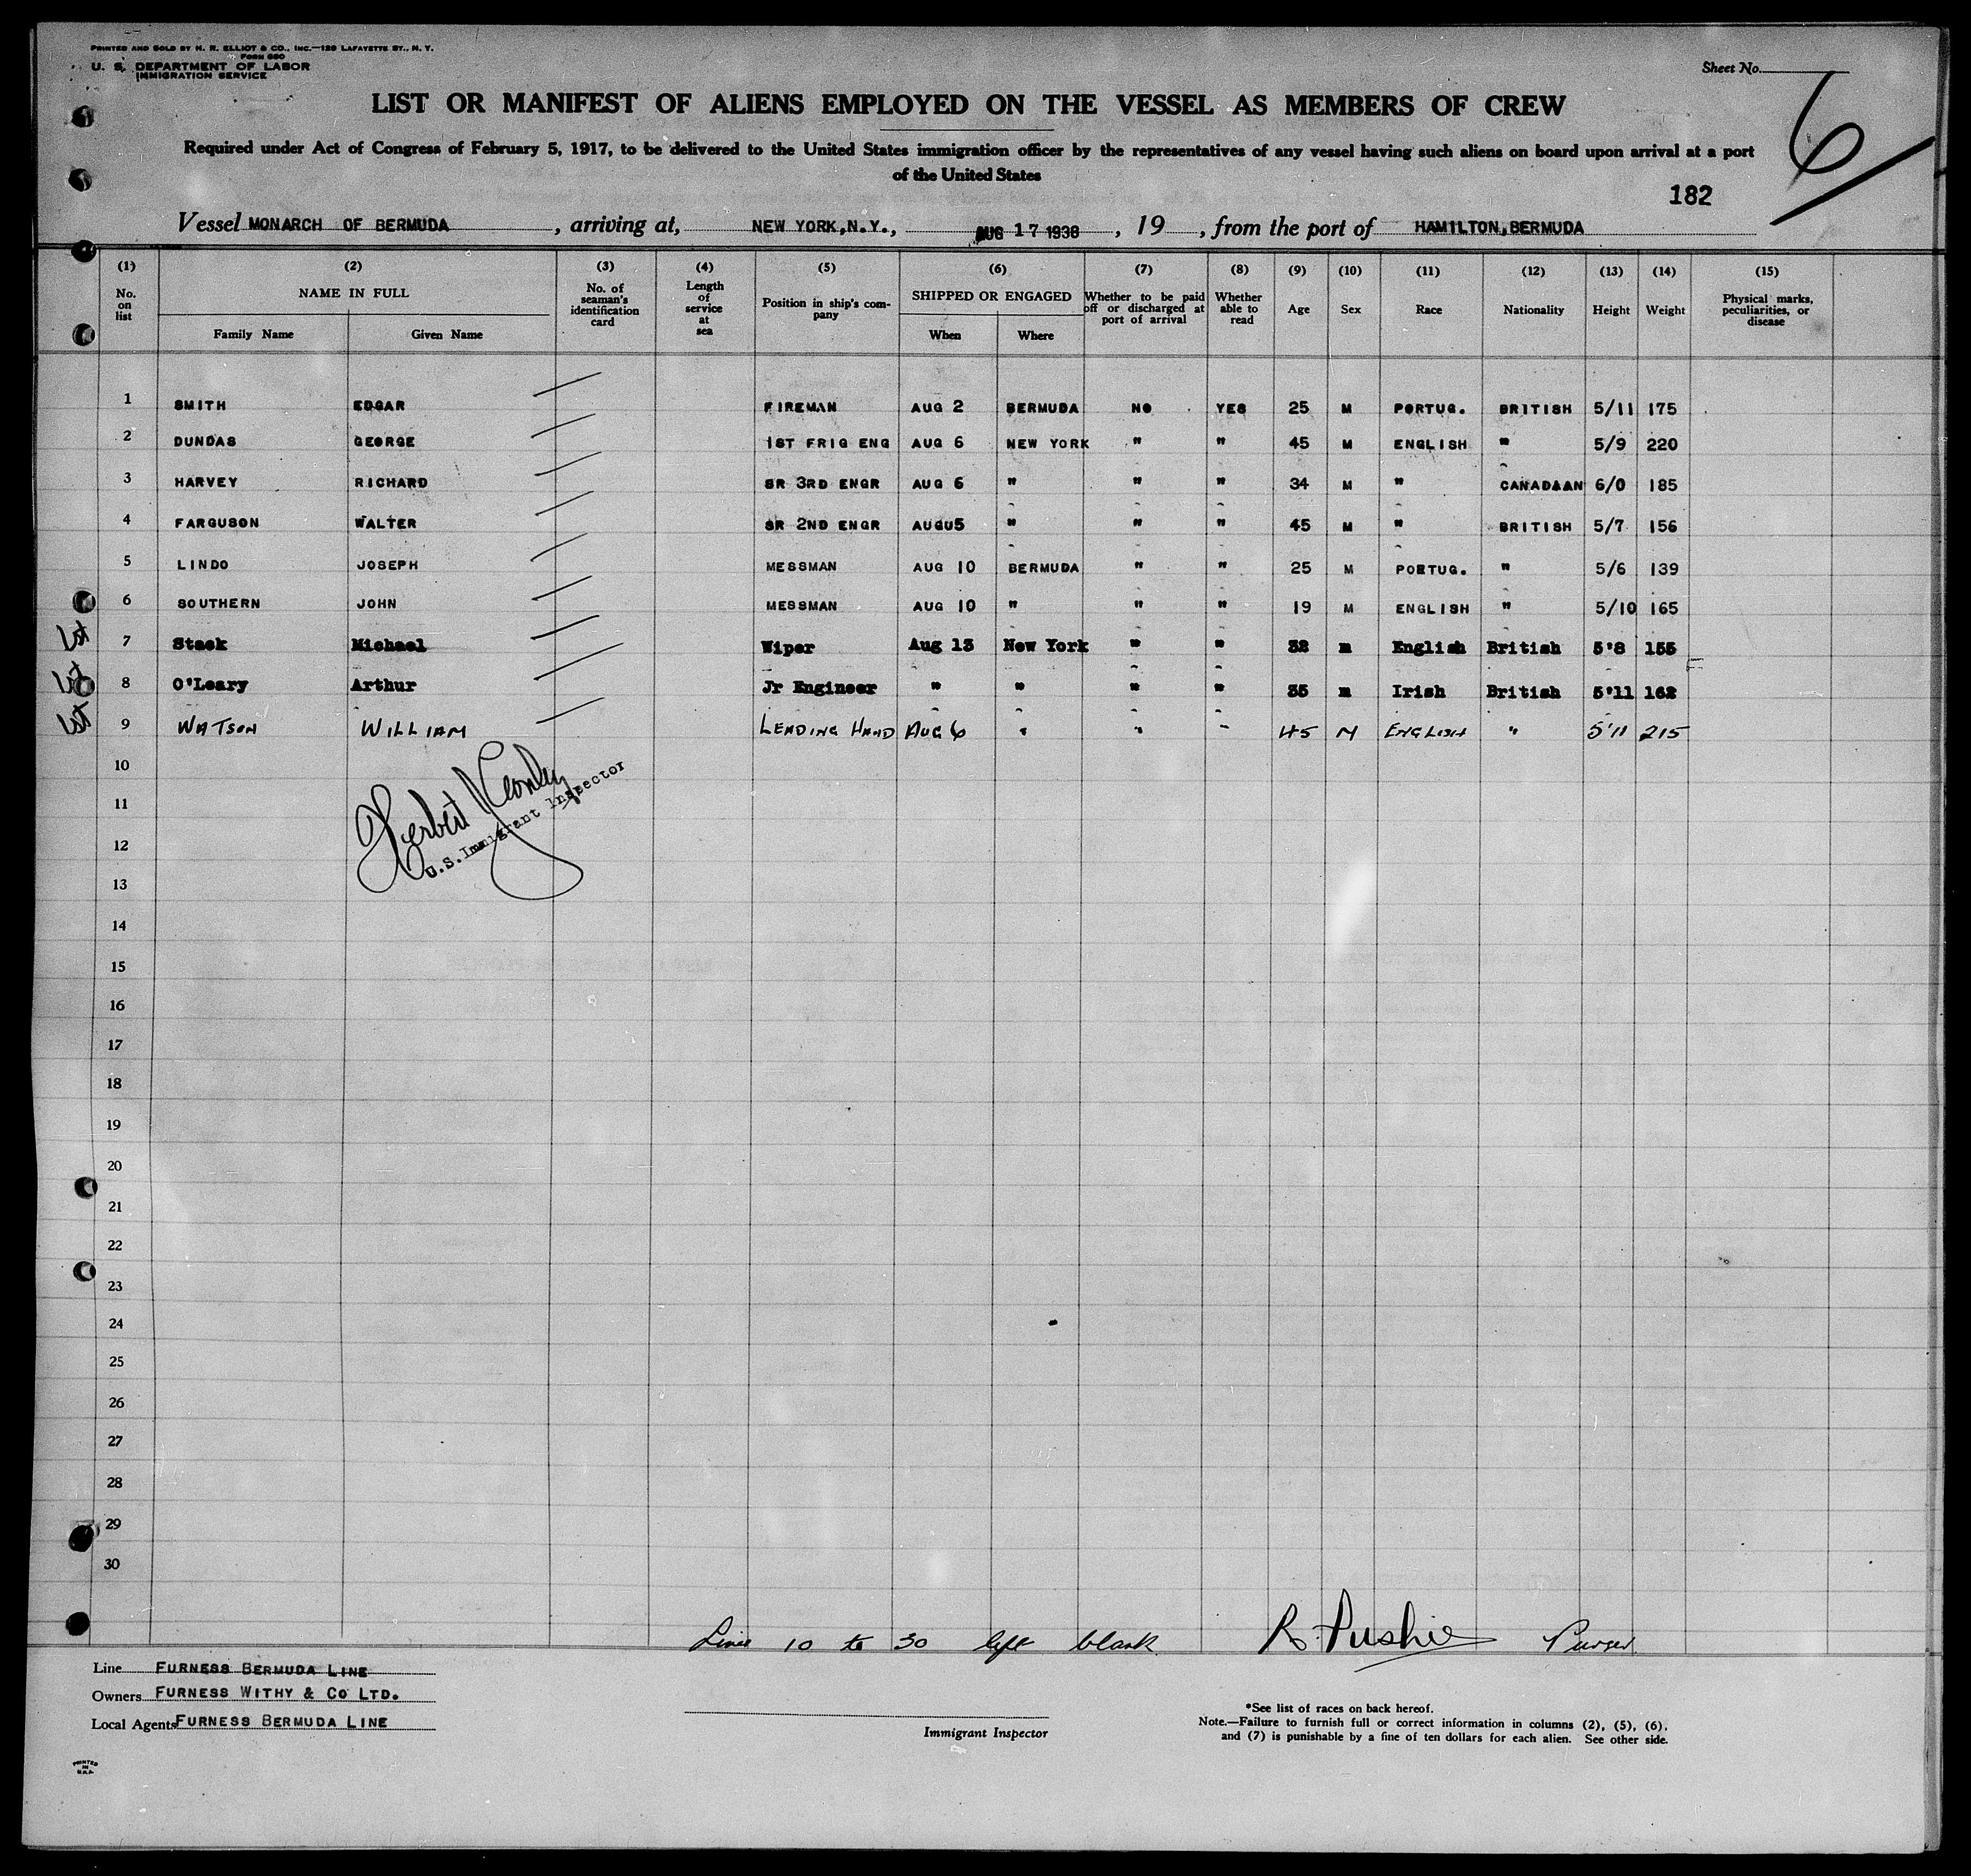 PRINTED AND SOLD BY H. R. ELLIOT & CO., INC.—129 LAFAYETTE ST., N. Y.
FORM 680
U. S. DEPARTMENT OF LABOR
IMMIGRATION SERVICE
Sheet No.
6
LIST OR MANIFEST OF ALIENS EMPLOYED ON THE VESSEL AS MEMBERS OF CREW
Required under Act of Congress of February 5, 1917, to be delivered to the United States immigration officer by the representatives of any vessel having such aliens on board upon arrival at a port
of the United States
182
Vessel MONARCH OF BERMUDA , arriving at, NEW YORK,N.Y., AUG 17 1938 , 19 , from the port of HAMILTON,BERMUDA
(1) (2) (3) (4) (5) (6) (7) (8) (9) (10) (11) (12) (13) (14) (15)
No. on list NAME IN FULL Family Name Given Name No. of seaman's identification card Length of service at sea Position in ship's company SHIPPED OR ENGAGED When Where Whether to be paid off or discharged at port of arrival Whether able to read Age Sex Race Nationality Height Weight Physical marks, peculiarities, or disease
1 SMITH EDGAR FIREMAN AUG 2 BERMUDA NO YES 25 M PORTUG. BRITISH 5/11 175
2 DUNDAS GEORGE 1ST FRIG ENG AUG 6 NEW YORK " " 45 M ENGLISH " 5/9 220
3 HARVEY RICHARD SR 3RD ENGR AUG 6 " " " 34 M " CANADAAN 6/0 185
4 FARGUSON WALTER SR 2ND ENGR AUGU5 " " " 45 M " BRITISH 5/7 156
5 LINDO JOSEPH MESSMAN AUG 10 BERMUDA " " 25 M PORTUG. " 5/6 139
6 SOUTHERN JOHN MESSMAN AUG 10 " " " 19 M ENGLISH " 5/10 165
1st 7 Stack Michael Wiper Aug 13 New York " " 32 m English British 5'8 155
1st 8 O'Leary Arthur Jr Engineer " " " " 35 m Irish British 5'11 162
1st 9 WATSON WILLIAM LEADING HAND AUG 6 " " " 45 M ENGLISH " 5'11 215
10
Herbert
U.S. Immigrant Inspector
11
12
13
14
15
16
17
18
19
20
21
22
23
24
25
26
27
28
29
30
Lines 10 to 30 left blank R. Pushie Purser
Line FURNESS BERMUDA LINE
Owners FURNESS WITHY & CO LTD.
Local Agents FURNESS BERMUDA LINE
Immigrant Inspector
*See list of races on back hereof.
Note.—Failure to furnish full or correct information in columns (2), (5), (6),
and (7) is punishable by a fine of ten dollars for each alien. See other side.
PRINTED
IN
U.S.A.